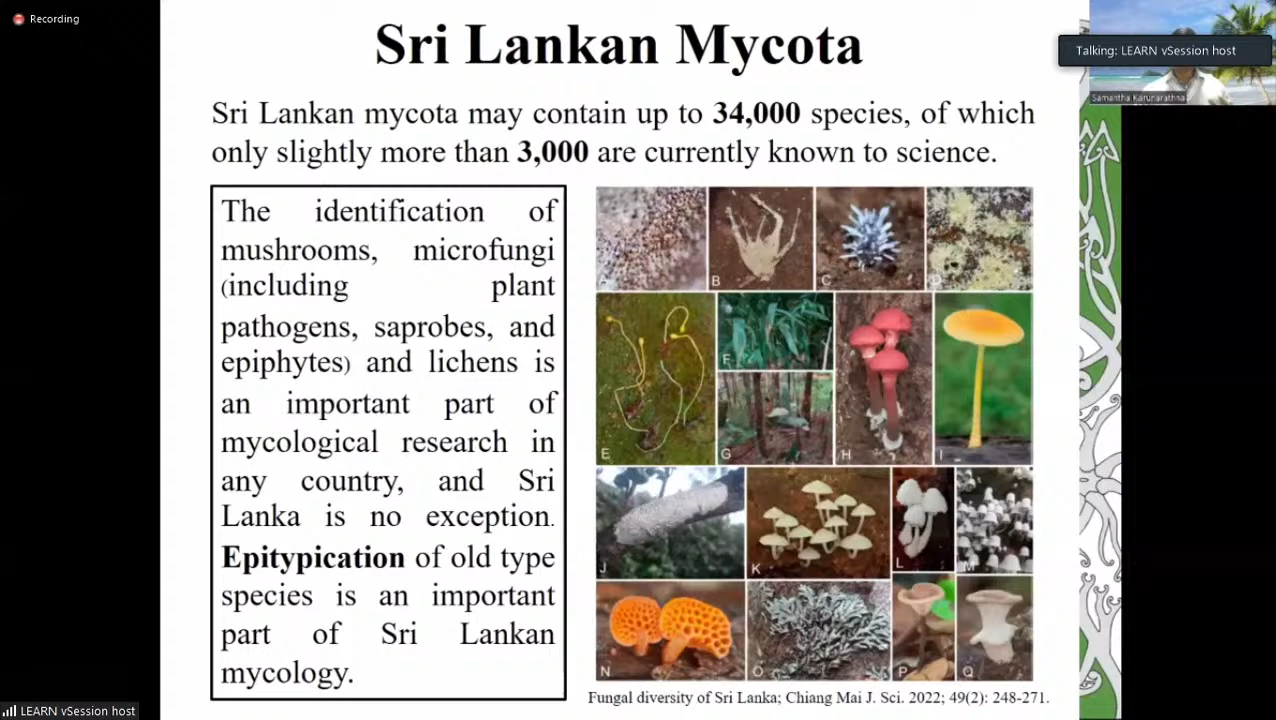 Recording
Sri Lankan Mycota
Talking: LEARN vSession host
Samantha Karunarathna
Sri Lankan mycota may contain up to 34,000 species, of which
only slightly more than 3,000 are currently known to science.
The identification of
mushrooms, microfungi
(including plant
pathogens, saprobes, and
epiphytes) and lichens is
an important part of
mycological research in
any country, and Sri
Lanka is no exception.
Epitypication of old type
species is an important
part of Sri Lankan
mycology.
A B C D
E F G H I
J K L M
N O P Q
Fungal diversity of Sri Lanka; Chiang Mai J. Sci. 2022; 49(2): 248-271.
LEARN vSession host